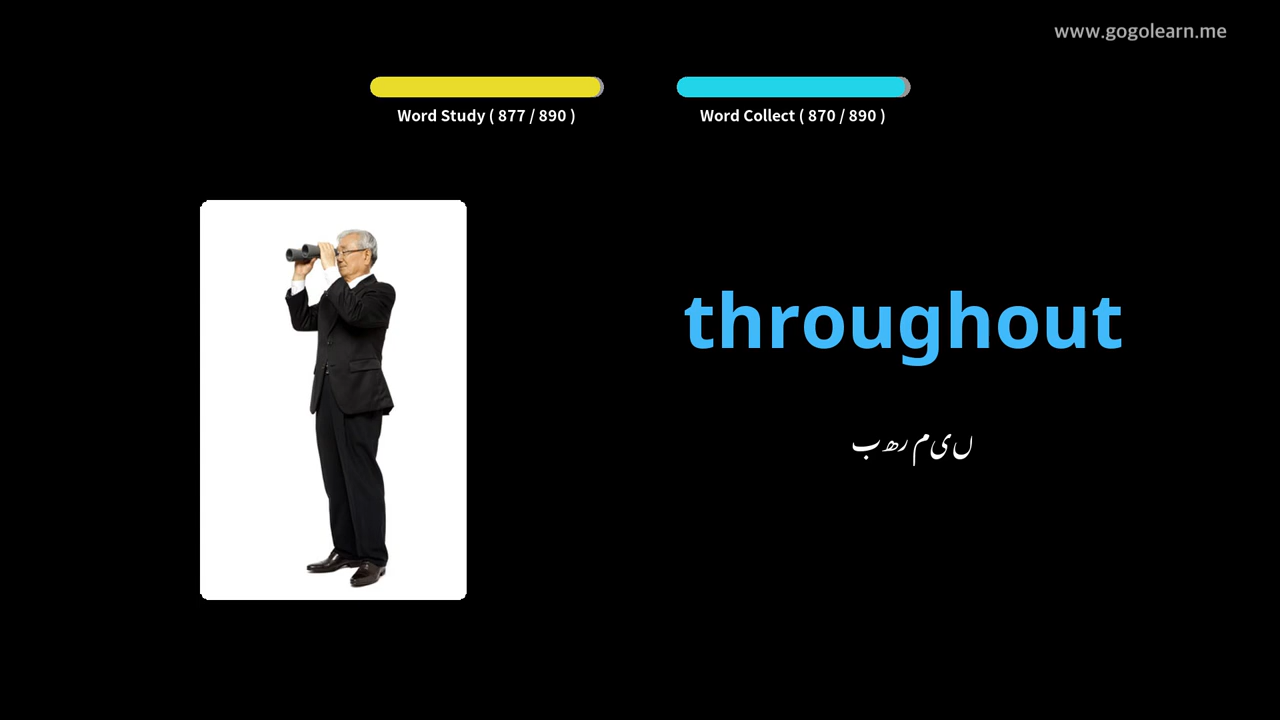 www.gogolearn.me
Word Study ( 877 / 890 )
Word Collect ( 870 / 890 )
throughout
بھر میں